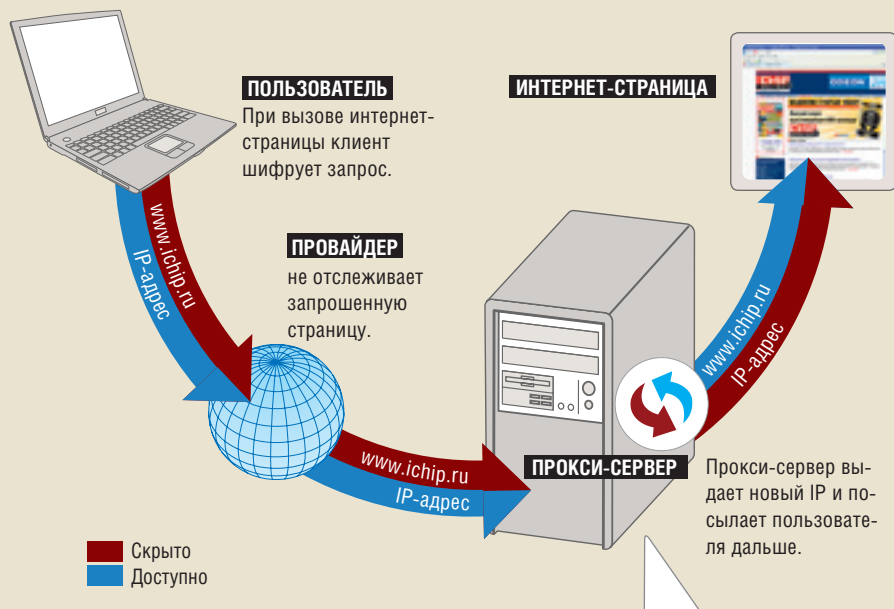 ПОЛЬЗОВАТЕЛЬ
При вызове интернет-
страницы клиент
шифрует запрос.
ИНТЕРНЕТ-СТРАНИЦА
www.ichip.ru
IP-адрес
ПРОВАЙДЕР
не отслеживает
запрошенную
страницу.
www.ichip.ru
IP-адрес
www.ichip.ru
IP-адрес
ПРОКСИ-СЕРВЕР
Прокси-сервер вы-
дает новый IP и по-
сылает пользовате-
ля дальше.
Скрыто
Доступно